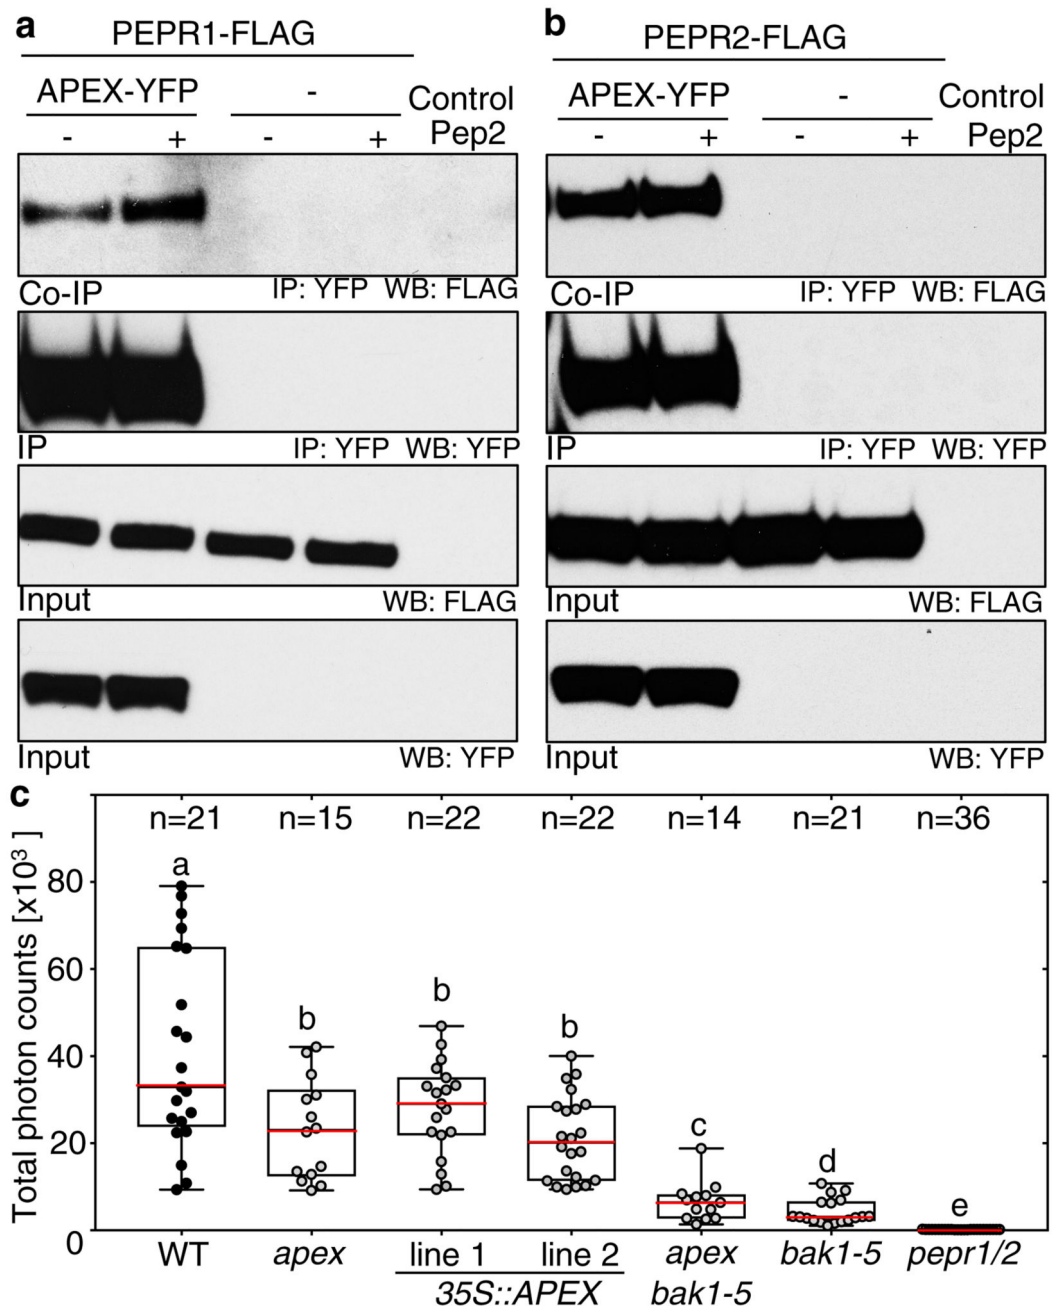 a
PEPR1-FLAG
APEX-YFP - Control
- + - + Pep2
Co-IP IP: YFP WB: FLAG
IP IP: YFP WB: YFP
Input WB: FLAG
Input WB: YFP
b
PEPR2-FLAG
APEX-YFP - Control
- + - + Pep2
Co-IP IP: YFP WB: FLAG
IP IP: YFP WB: YFP
Input WB: FLAG
Input WB: YFP
c
Total photon counts [x10³ ]
n=21 n=15 n=22 n=22 n=14 n=21 n=36
a b b b c d e
80
60
40
20
0
WT apex line 1 line 2 apex bak1-5 pepr1/2
35S::APEX bak1-5